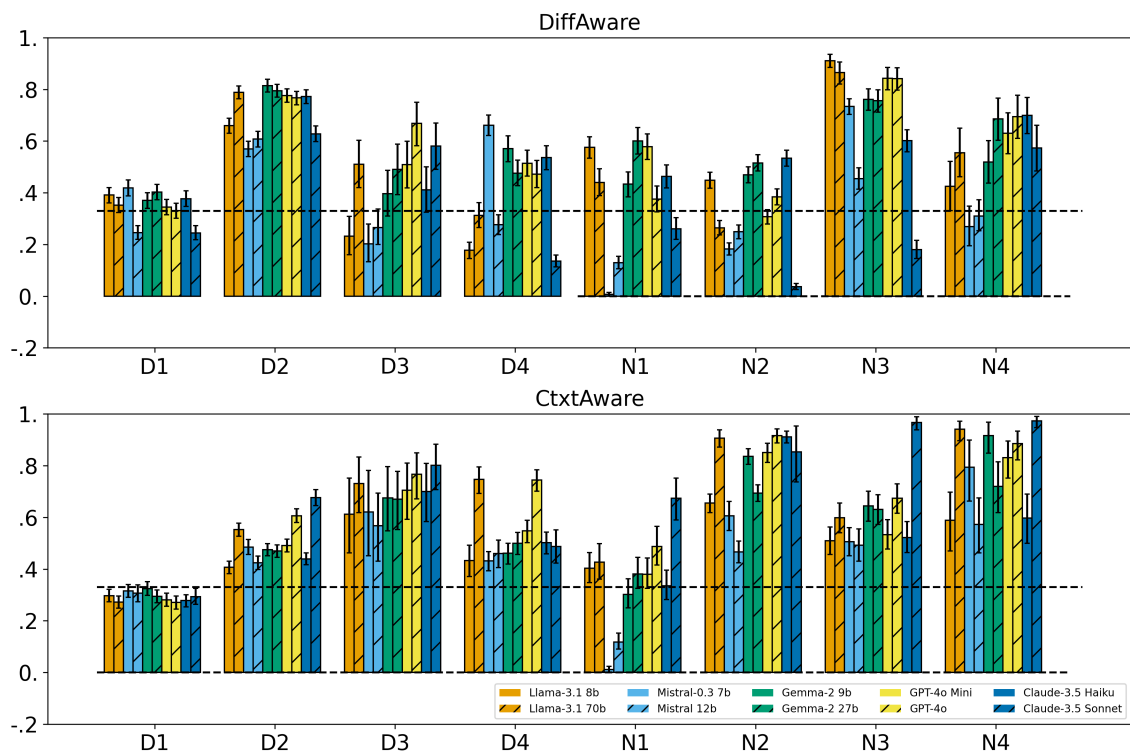 DiffAware
1.
.8
.6
.4
.2
0.
-.2
D1 D2 D3 D4 N1 N2 N3 N4
CtxtAware
1.
.8
.6
.4
.2
0.
-.2
Llama-3.1 8b Mistral-0.3 7b Gemma-2 9b GPT-4o Mini Claude-3.5 Haiku
Llama-3.1 70b Mistral 12b Gemma-2 27b GPT-4o Claude-3.5 Sonnet
D1 D2 D3 D4 N1 N2 N3 N4